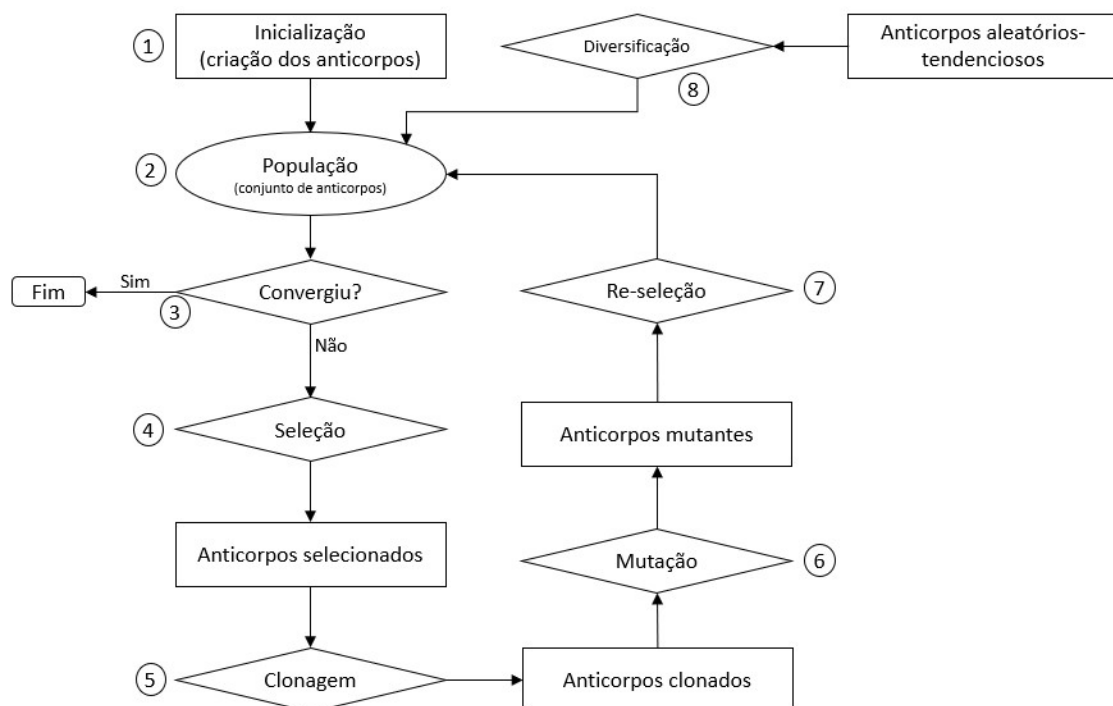 1
Inicialização
(criação dos anticorpos)
Diversificação
8
Anticorpos aleatórios-
tendenciosos
2
População
(conjunto de anticorpos)
Fim
Sim
3
Convergiu?
Não
Re-seleção
7
4
Seleção
Anticorpos mutantes
Anticorpos selecionados
Mutação
6
5
Clonagem
Anticorpos clonados